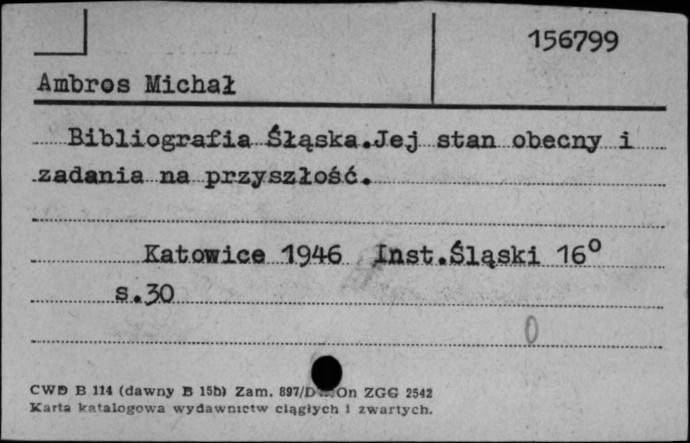 156799
Ambros Michał
Bibliografia Śląska.Jej stan obecny i
zadania na przyszłość.
Katowice 1946 Inst.Śląski 16⁰
s.30
0
CWD B 114 (dawny B 15b) Zam. 897/D On ZGG 2542
Karta katalogowa wydawnictw ciągłych i zwartych.